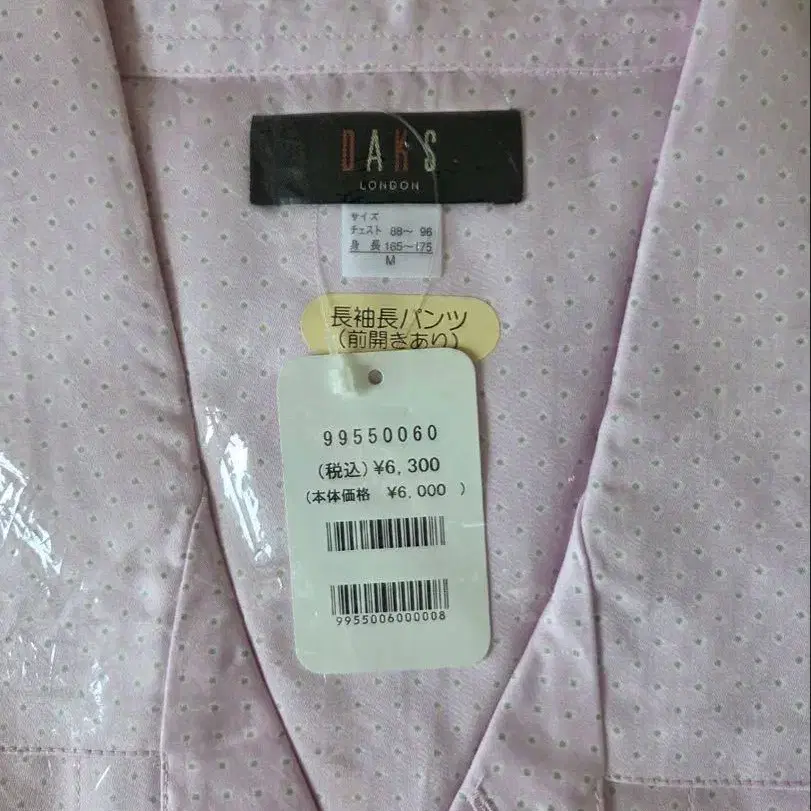 DAKS
LONDON
サイズ
チェスト 88〜 96
身 長 165〜175
M
長袖長パンツ
(前開きあり)
99550060
(税込)¥6,300
(本体価格 ¥6,000 )
9955006000008